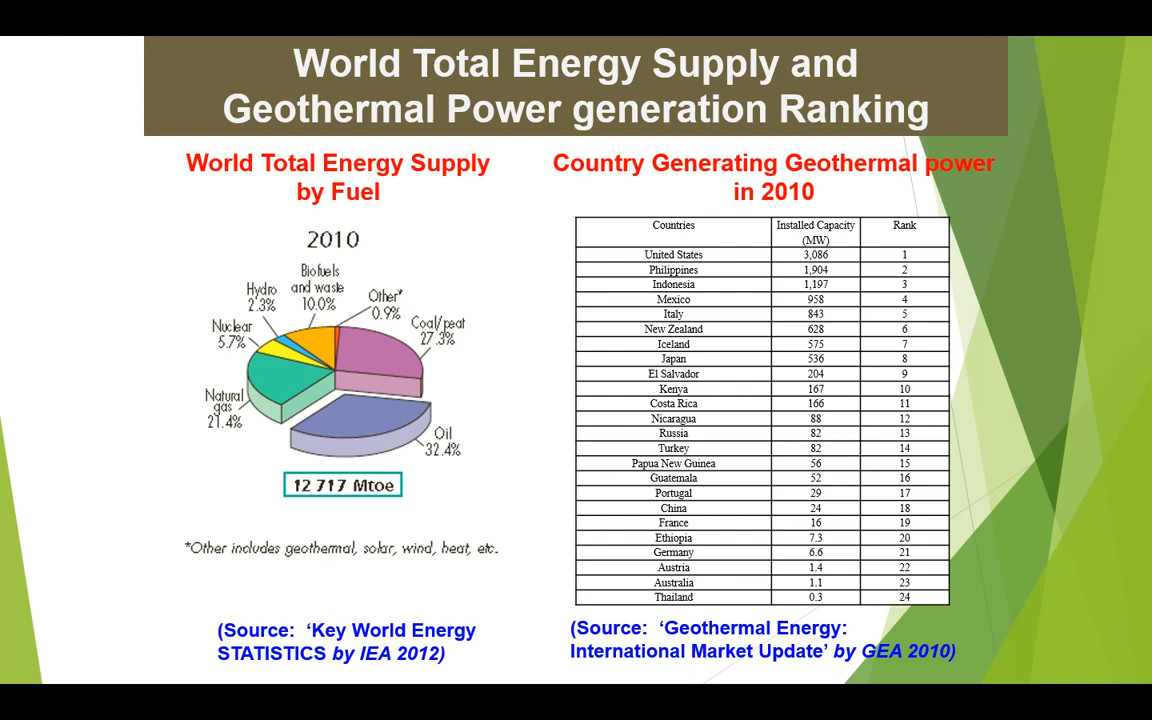 World Total Energy Supply and
Geothermal Power generation Ranking
World Total Energy Supply
by Fuel
2010
Biofuels
and waste
10.0%
Hydro
2.3%
Other*
0.9%
Nuclear
5.7%
Coal/peat
27.3%
Natural
gas
21.4%
Oil
32.4%
12 717 Mtoe
*Other includes geothermal, solar, wind, heat, etc.
(Source: ‘Key World Energy
STATISTICS by IEA 2012)
Country Generating Geothermal power
in 2010
Countries Installed Capacity Rank
(MW)
United States 3,086 1
Philippines 1,904 2
Indonesia 1,197 3
Mexico 958 4
Italy 843 5
New Zealand 628 6
Iceland 575 7
Japan 536 8
El Salvador 204 9
Kenya 167 10
Costa Rica 166 11
Nicaragua 88 12
Russia 82 13
Turkey 82 14
Papua New Guinea 56 15
Guatemala 52 16
Portugal 29 17
China 24 18
France 16 19
Ethiopia 7.3 20
Germany 6.6 21
Austria 1.4 22
Australia 1.1 23
Thailand 0.3 24
(Source: ‘Geothermal Energy:
International Market Update’ by GEA 2010)